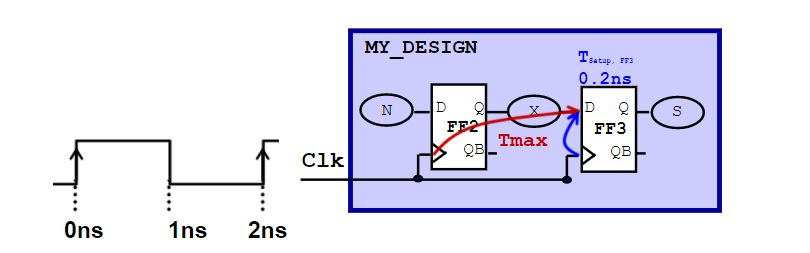 MY_DESIGN
TSetup, FF3
0.2ns
N
D
Q
X
D
Q
S
FF2
FF3
Tmax
QB
QB
Clk
0ns
1ns
2ns